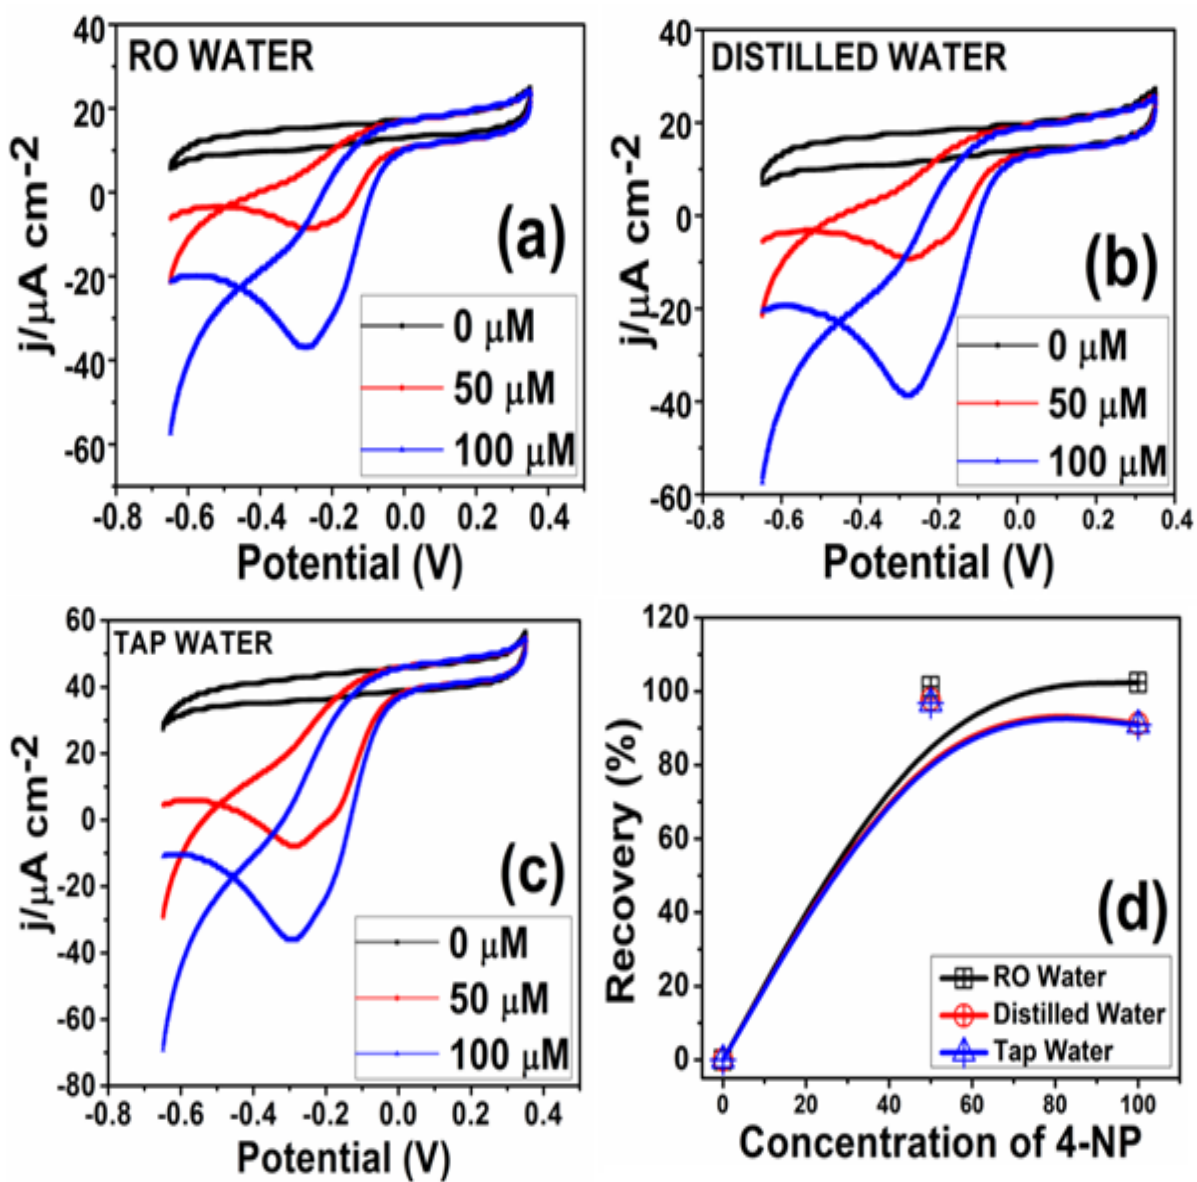 RO WATER
40
20
0
-20
-40
-60
j/μA cm-2
(a)
0 μM
50 μM
100 μM
-0.8 -0.6 -0.4 -0.2 0.0 0.2 0.4
Potential (V)
DISTILLED WATER
40
20
0
-20
-40
-60
j/μA cm-2
(b)
0 μM
50 μM
100 μM
-0.8 -0.6 -0.4 -0.2 0.0 0.2 0.4
Potential (V)
TAP WATER
60
40
20
0
-20
-40
-60
-80
j/μA cm-2
(c)
0 μM
50 μM
100 μM
-0.8 -0.6 -0.4 -0.2 0.0 0.2 0.4
Potential (V)
120
100
80
60
40
20
0
Recovery (%)
(d)
RO Water
Distilled Water
Tap Water
0 20 40 60 80 100
Concentration of 4-NP